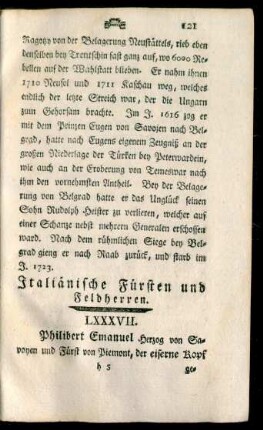 121
Ragotz von der Belagerung Neustättels, rieb eben
denselben bey Trentschin fast ganz auf, wo 6000 Re-
bellen auf der Wahlstatt blieben. Er nahm ihnen
1710 Neusel und 1711 Kaschau weg, welches
endlich der letzte Streich war, der die Ungarn
zum Gehorsam brachte. Im J. 1616 zog er
mit dem Prinzen Eugen von Savojen nach Bel-
gegd, hatte nach Eugens eigenem Zeugniß an der
großen Niederlage der Türken bey Peterwardein,
wie auch an der Eroberung von Temeswar nach
ihm den vornehmsten Antheil. Bey der Belage-
rung von Belgrad hatte er das Unglück seinen
Sohn Rudolph Heister zu verlieren, welcher auf
einer Schanze nebst mehreren Generalen erschossen
ward. Nach dem rühmlichen Siege bey Bel-
grad gieng er nach Raab zurück, und starb im
J. 1723.
Italiänische Fürsten und
Feldherren.
LXXXVII.
Philibert Emanuel Herzog von Sa-
voyen und Fürst von Piemont, der eiserne Kopf
h 5 ge-